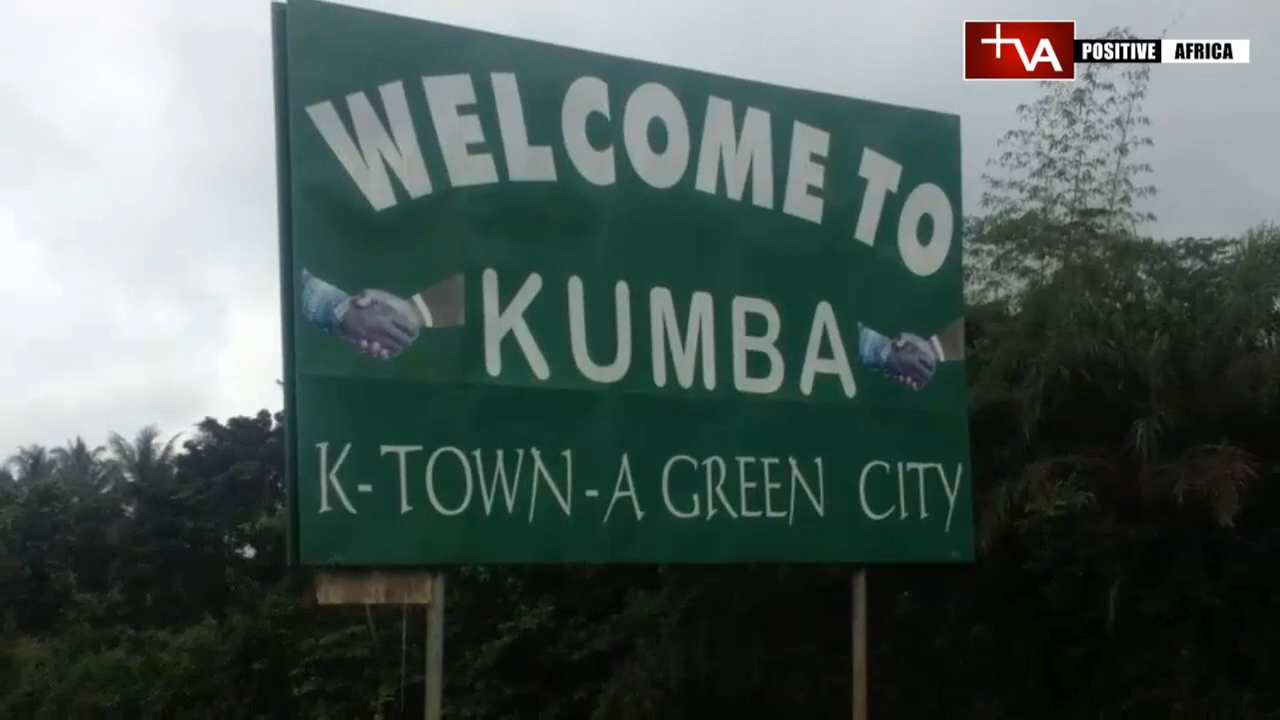 +VA POSITIVE AFRICA
WELCOME TO
KUMBA
K-TOWN-A GREEN CITY